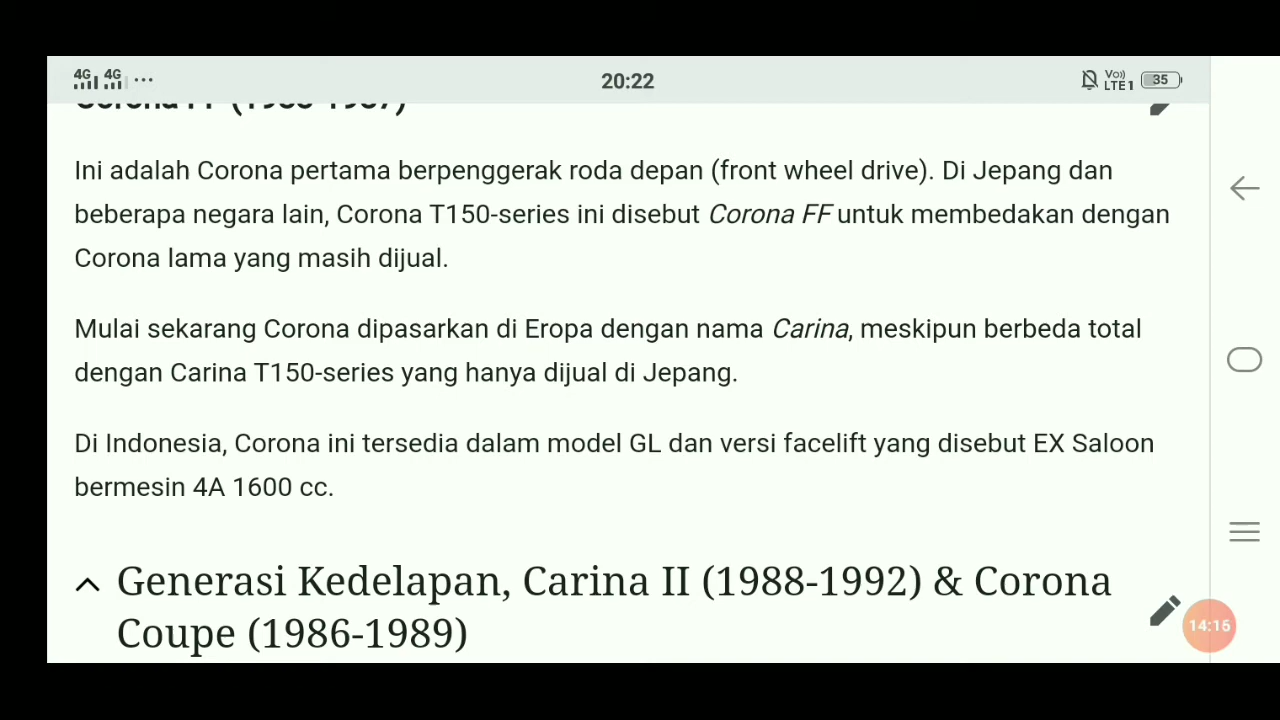 4G 4G ...
20:22
Vo)) LTE 1 35
Ini adalah Corona pertama berpenggerak roda depan (front wheel drive). Di Jepang dan
beberapa negara lain, Corona T150-series ini disebut Corona FF untuk membedakan dengan
Corona lama yang masih dijual.
Mulai sekarang Corona dipasarkan di Eropa dengan nama Carina, meskipun berbeda total
dengan Carina T150-series yang hanya dijual di Jepang.
Di Indonesia, Corona ini tersedia dalam model GL dan versi facelift yang disebut EX Saloon
bermesin 4A 1600 cc.
Generasi Kedelapan, Carina II (1988-1992) & Corona
Coupe (1986-1989)
14:15